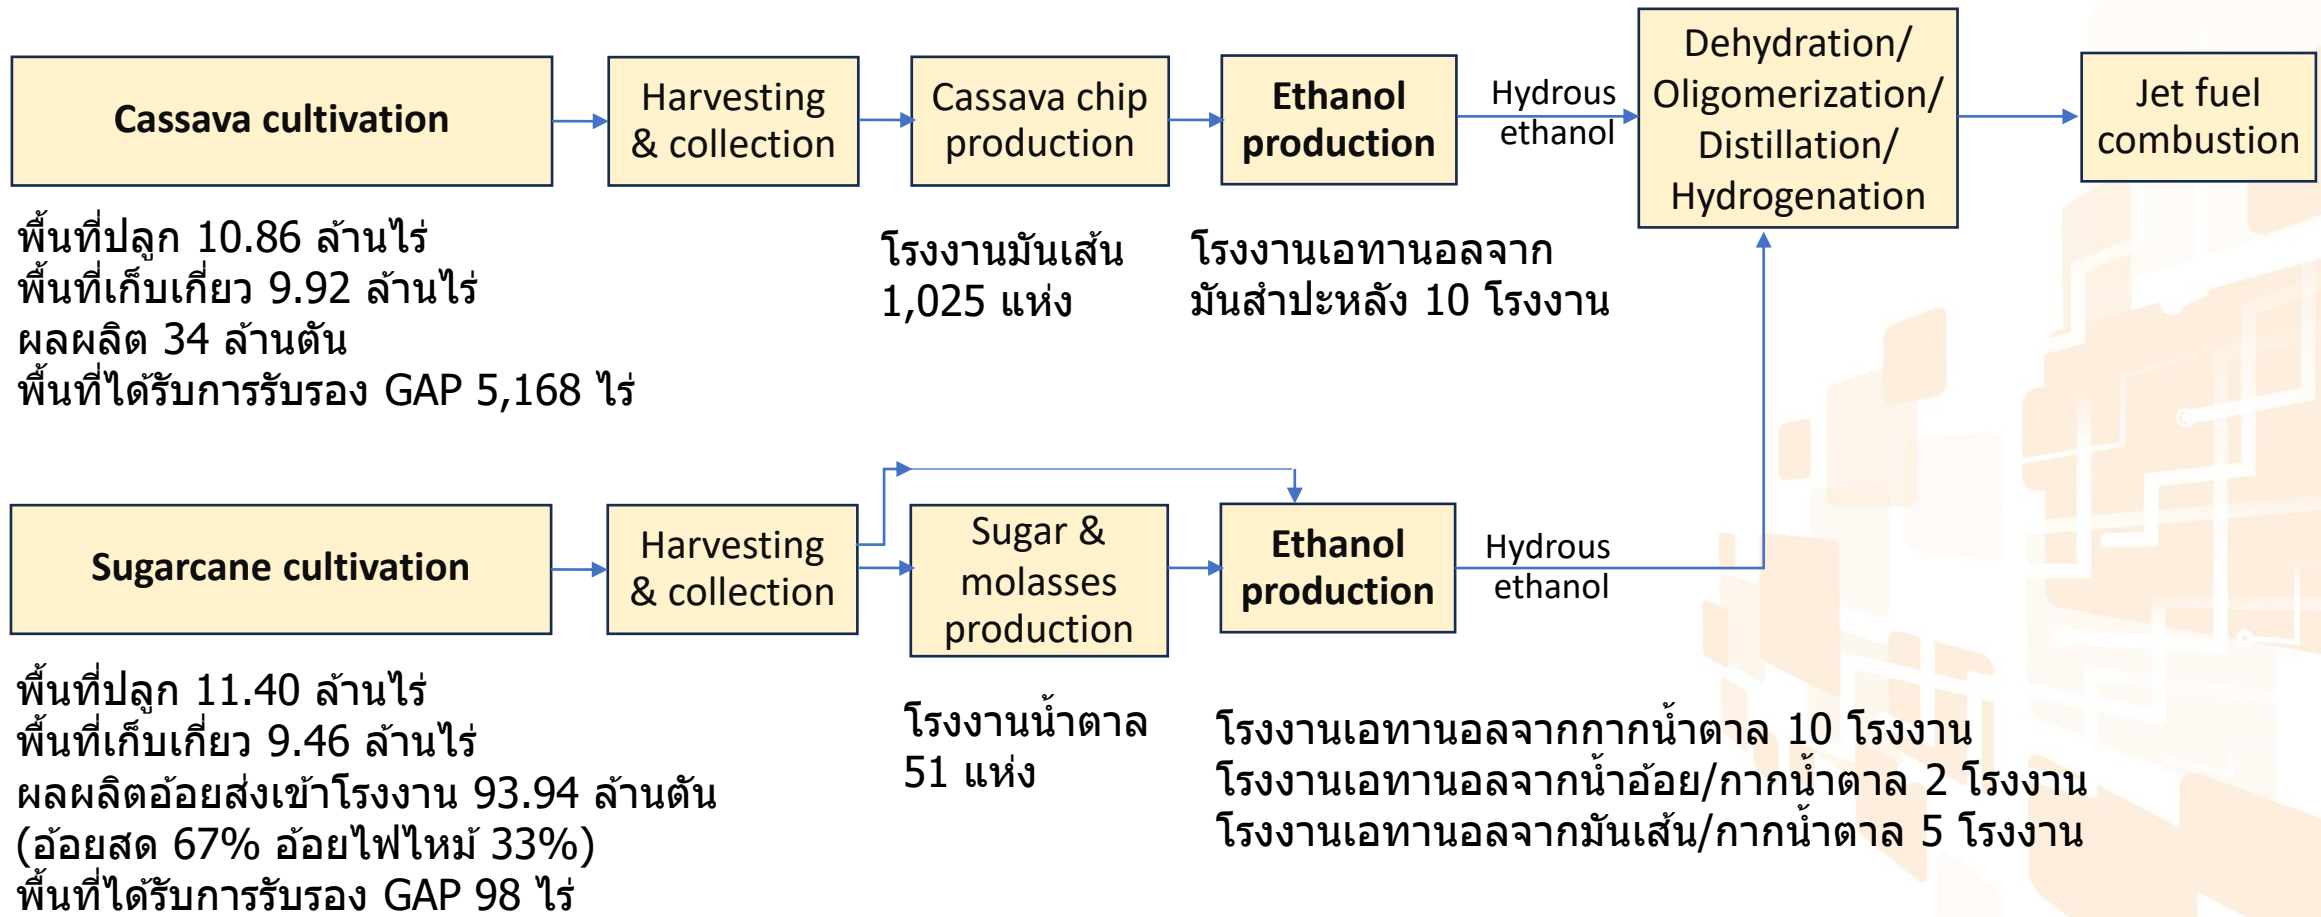 Cassava cultivation
Harvesting
& collection
Cassava chip
production
Ethanol
production
Hydrous
ethanol
Dehydration/
Oligomerization/
Distillation/
Hydrogenation
Jet fuel
combustion
พื้นที่ปลูก 10.86 ล้านไร่
พื้นที่เก็บเกี่ยว 9.92 ล้านไร่
ผลผลิต 34 ล้านตัน
พื้นที่ได้รับการรับรอง GAP 5,168 ไร่
โรงงานมันเส้น
1,025 แห่ง
โรงงานเอทานอลจาก
มันสำปะหลัง 10 โรงงาน
Sugarcane cultivation
Harvesting
& collection
Sugar &
molasses
production
Ethanol
production
Hydrous
ethanol
พื้นที่ปลูก 11.40 ล้านไร่
พื้นที่เก็บเกี่ยว 9.46 ล้านไร่
ผลผลิตอ้อยส่งเข้าโรงงาน 93.94 ล้านตัน
(อ้อยสด 67% อ้อยไฟไหม้ 33%)
พื้นที่ได้รับการรับรอง GAP 98 ไร่
โรงงานน้ำตาล
51 แห่ง
โรงงานเอทานอลจากกากน้ำตาล 10 โรงงาน
โรงงานเอทานอลจากน้ำอ้อย/กากน้ำตาล 2 โรงงาน
โรงงานเอทานอลจากมันเส้น/กากน้ำตาล 5 โรงงาน